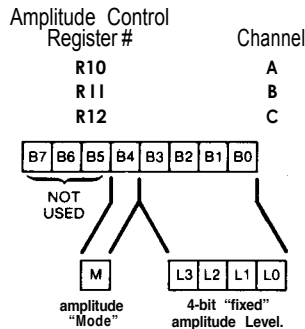 Amplitude Control
Register # Channel
R10 A
R11 B
R12 C
B7 B6 B5 B4 B3 B2 B1 B0
NOT
USED
M L3 L2 L1 L0
amplitude 4-bit “fixed”
“Mode” amplitude Level.